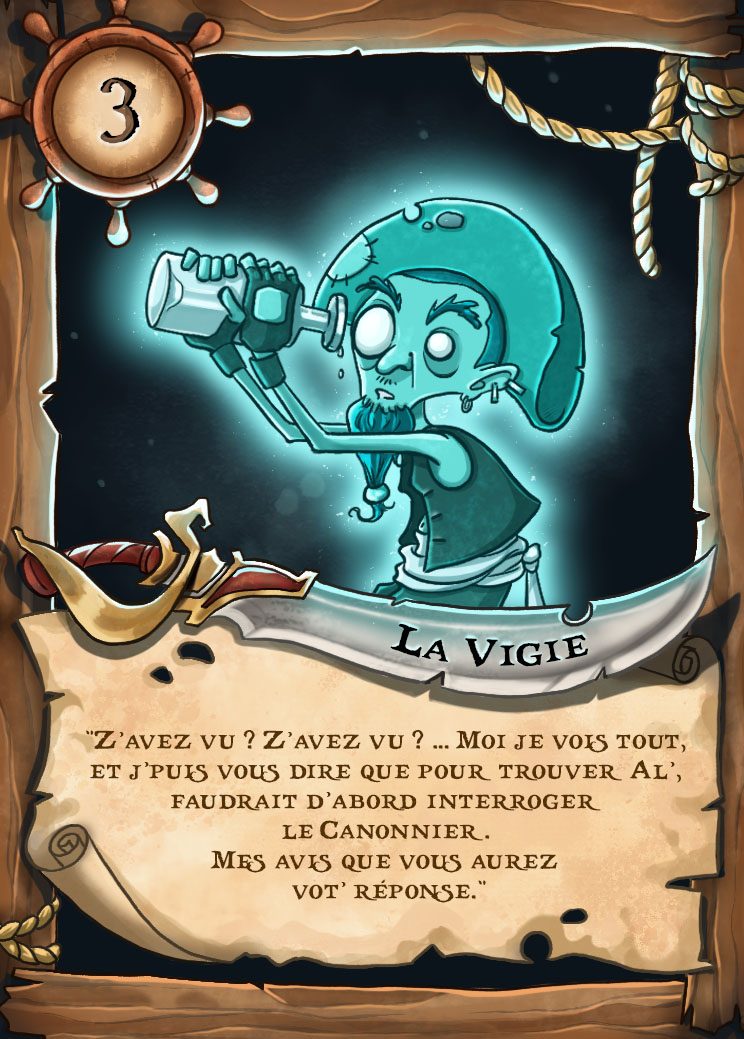 3
La Vigie
"Z'avez vu ? Z'avez vu ? ... Moi je vois tout,
et j'puis vous dire que pour trouver Al',
faudrait d'abord interroger
le Canonnier.
Mes avis que vous aurez
vot' réponse."